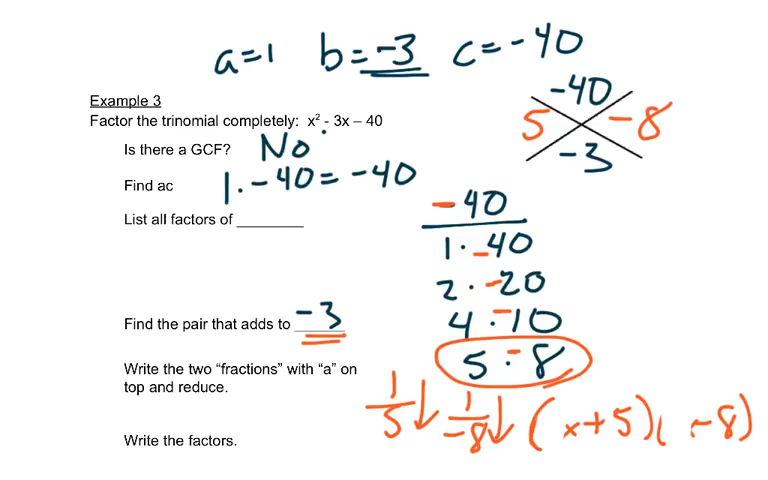 a=1 b=-3 c=-40
Example 3
Factor the trinomial completely: x² - 3x – 40
-40
5 -8
-3
Is there a GCF? No
Find ac 1·-40=-40
List all factors of ________
-40
1·-40
2·-20
4·-10
5·-8
Find the pair that adds to -3
Write the two “fractions” with “a” on
top and reduce.
1/5↓ 1/-8↓ (x+5)( -8)
Write the factors.